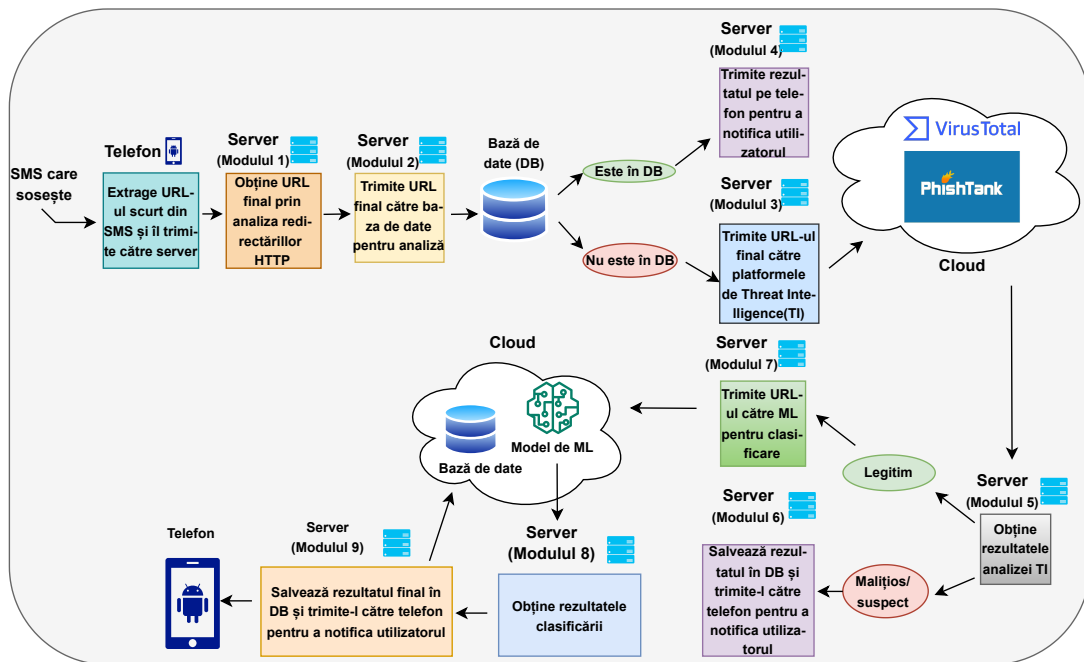 SMS care
sosește
Telefon
Extrage URL-
ul scurt din
SMS și îl trimi-
te către server
Server
(Modulul 1)
Obține URL
final prin
analiza redi-
rectărillor
HTTP
Server
(Modulul 2)
Trimite URL
final către ba-
za de date
pentru analiză
Bază de
date (DB)
Este în DB
Nu este în DB
Server
(Modulul 4)
Trimite rezul-
tatul pe tele-
fon pentru a
notifica utili-
zatorul
Server
(Modulul 3)
Trimite URL-ul
final către
platformele
de Threat Inte-
lligence(TI)
VirusTotal
PhishTank
Cloud
Server
(Modulul 5)
Obține
rezultatele
analizei TI
Legitim
Malițios/
suspect
Server
(Modulul 7)
Trimite URL-
ul către ML
pentru clasi-
ficare
Server
(Modulul 6)
Salvează rezul-
tatul în DB și
trimite-l către
telefon pentru a
notifica utiliza-
torul
Cloud
Bază de date
Model de ML
Server
(Modulul 8)
Obține rezultatele
clasificării
Server
(Modulul 9)
Salvează rezultatul final în
DB și trimite-l către telefon
pentru a notifica utilizatorul
Telefon